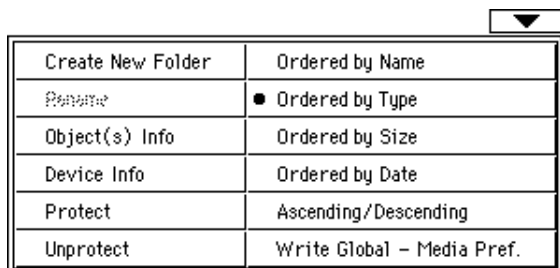 Create New Folder
Ordered by Name
Rename
Ordered by Type
Object(s) Info
Ordered by Size
Device Info
Ordered by Date
Protect
Ascending/Descending
Unprotect
Write Global - Media Pref.